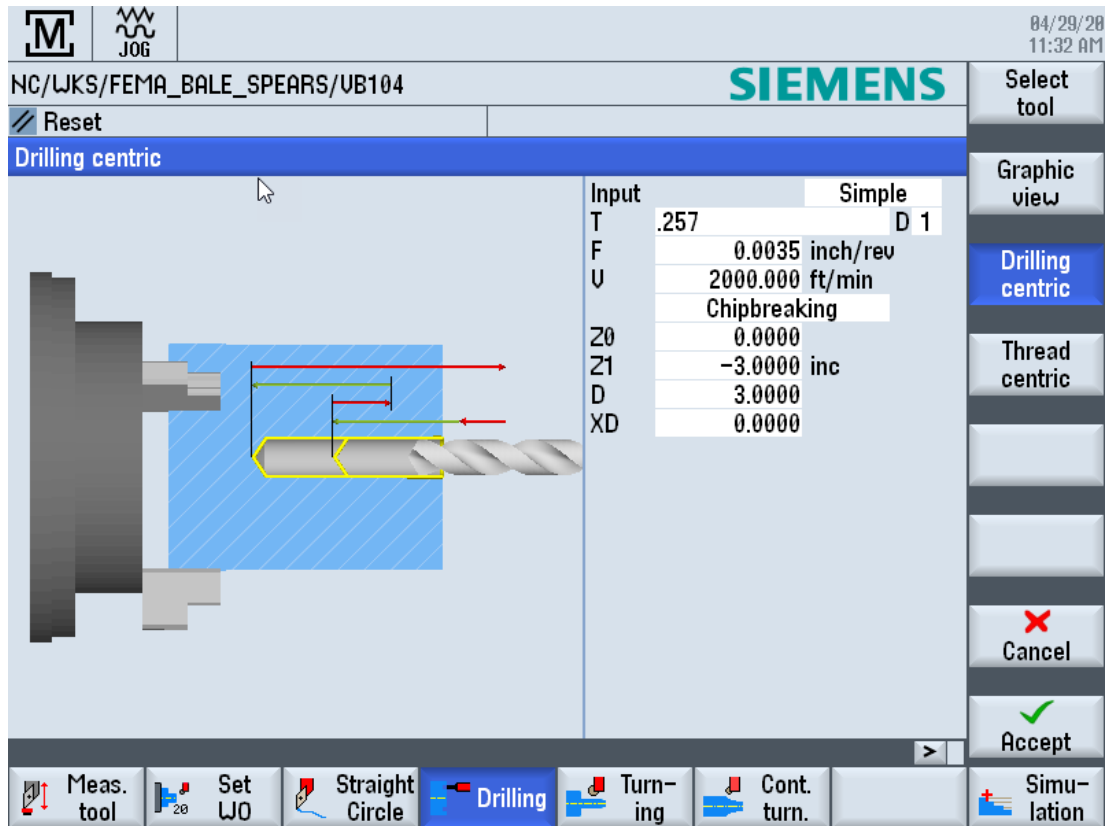 M
JOG
04/29/20
11:32 AM
NC/WKS/FEMA_BALE_SPEARS/VB104
SIEMENS
Reset
Drilling centric
Input Simple
T .257 D 1
F 0.0035 inch/rev
V 2000.000 ft/min
Chipbreaking
Z0 0.0000
Z1 -3.0000 inc
D 3.0000
XD 0.0000
Select
tool
Graphic
view
Drilling
centric
Thread
centric
Cancel
Accept
>
Meas.
tool
20
Set
WO
Straight
Circle
Drilling
Turn-
ing
Cont.
turn.
Simu-
lation